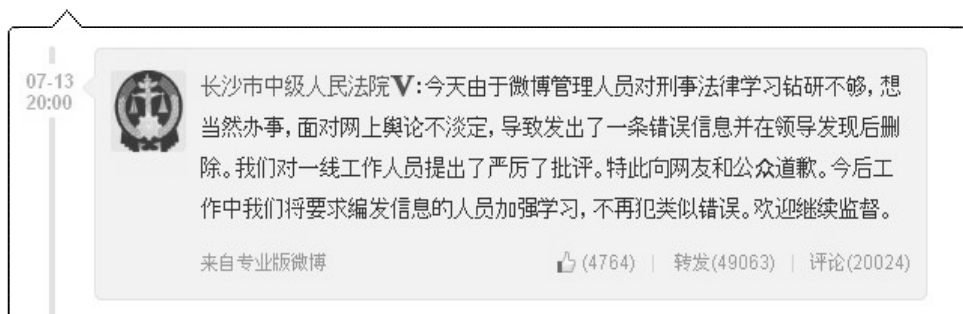 07-13
20:00
长沙市中级人民法院V:今天由于微博管理人员对刑事法律学习钻研不够,想
当然办事,面对网上舆论不淡定,导致发出了一条错误信息并在领导发现后删
除。我们对一线工作人员提出了严厉了批评。特此向网友和公众道歉。今后工
作中我们将要求编发信息的人员加强学习,不再犯类似错误。欢迎继续监督。
来自专业版微博 (4764) | 转发(49063) | 评论(20024)